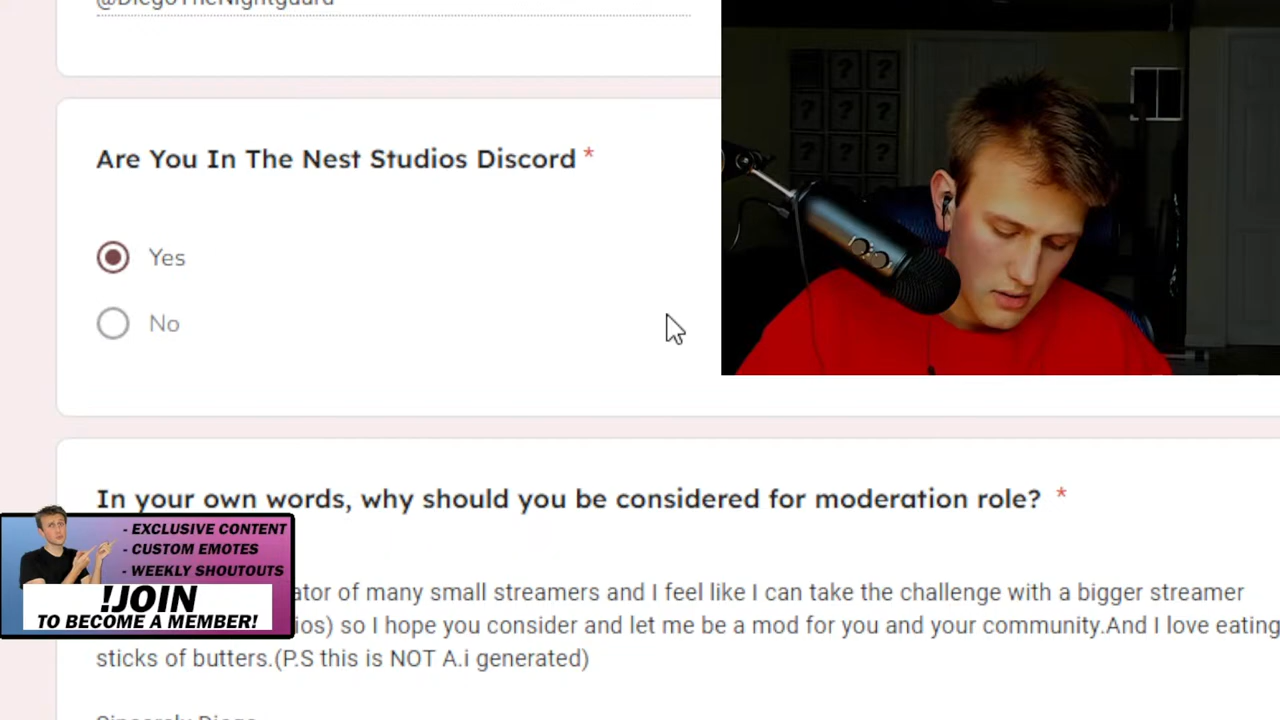 @DiegoTheNightguard
Are You In The Nest Studios Discord *
Yes
No
In your own words, why should you be considered for moderation role? *
- EXCLUSIVE CONTENT
- CUSTOM EMOTES
- WEEKLY SHOUTOUTS
!JOIN
TO BECOME A MEMBER!
of many small streamers and I feel like I can take the challenge with a bigger streamer
so I hope you consider and let me be a mod for you and your community.And I love eating
sticks of butters.(P.S this is NOT A.i generated)
Sincerely Diego